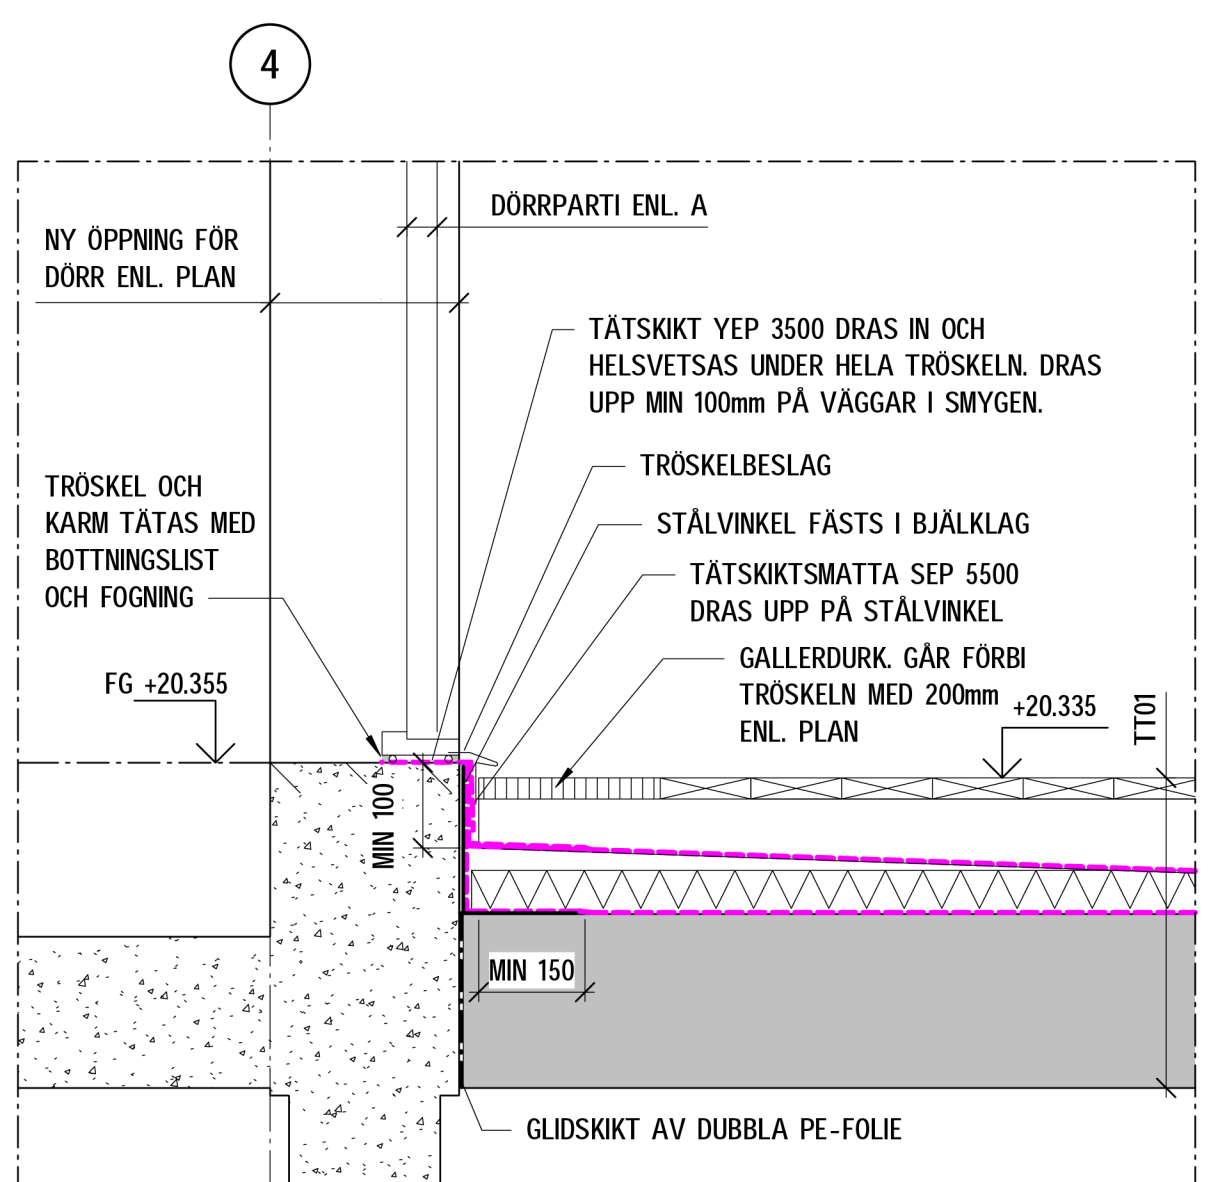 4
DÖRRPARTI ENL. A
NY ÖPPNING FÖR
DÖRR ENL. PLAN
TÄTSKIKT YEP 3500 DRAS IN OCH
HELSVETSAS UNDER HELA TRÖSKELN. DRAS
UPP MIN 100mm PÅ VÄGGAR I SMYGEN.
TRÖSKELBESLAG
TRÖSKEL OCH
KARM TÄTAS MED
BOTTNINGSLIST
OCH FOGNING
STÅLVINKEL FÄSTS I BJÄLKLAG
TÄTSKIKTSMATTA SEP 5500
DRAS UPP PÅ STÅLVINKEL
GALLERDURK. GÅR FÖRBI
TRÖSKELN MED 200mm
ENL. PLAN
FG +20.355
+20.335
TT01
MIN 100
MIN 150
GLIDSKIKT AV DUBBLA PE-FOLIE